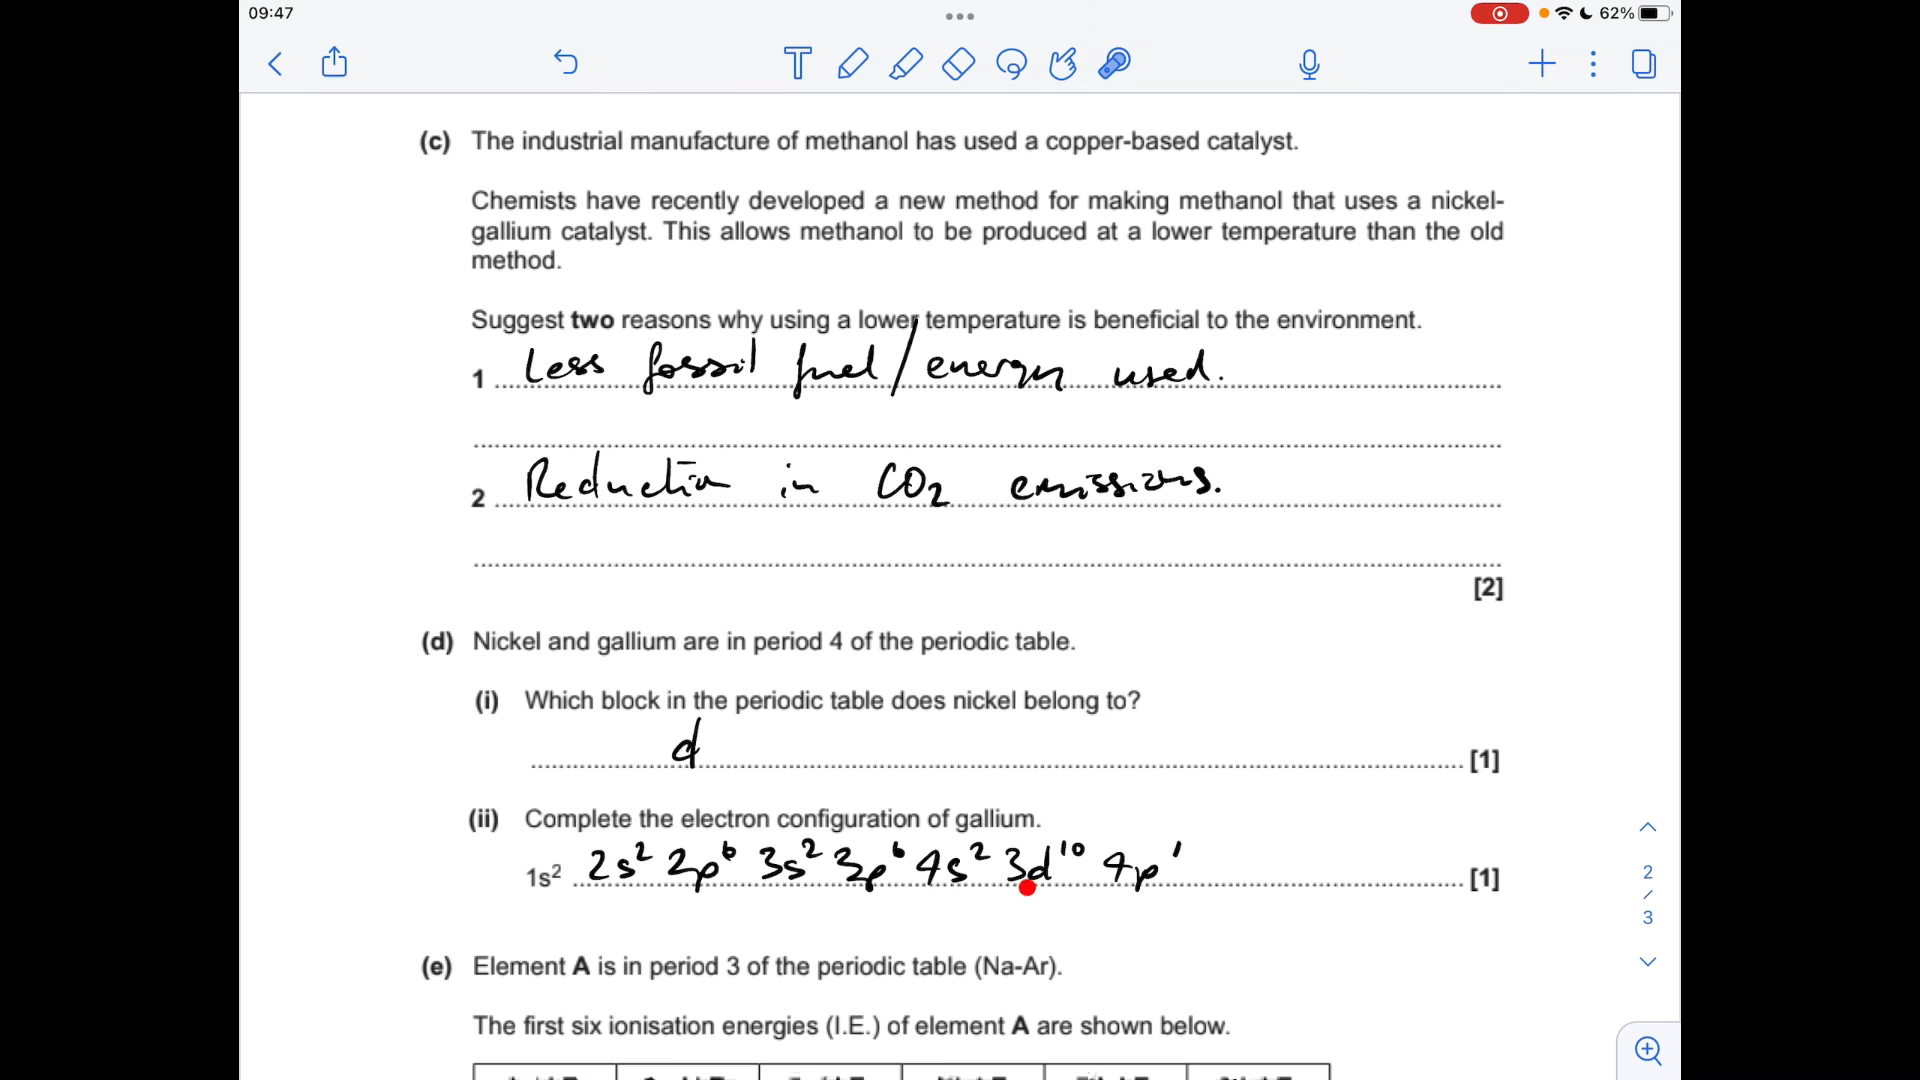 09:47
62%
(c) The industrial manufacture of methanol has used a copper-based catalyst.
Chemists have recently developed a new method for making methanol that uses a nickel-
gallium catalyst. This allows methanol to be produced at a lower temperature than the old
method.
Suggest two reasons why using a lower temperature is beneficial to the environment.
1 Less fossil fuel/energy used.
2 Reduction in CO₂ emissions.
[2]
(d) Nickel and gallium are in period 4 of the periodic table.
(i) Which block in the periodic table does nickel belong to?
d [1]
(ii) Complete the electron configuration of gallium.
1s² 2s² 2p⁶ 3s² 3p⁶ 4s² 3d¹⁰ 4p¹ [1]
2
/
3
(e) Element A is in period 3 of the periodic table (Na-Ar).
The first six ionisation energies (I.E.) of element A are shown below.